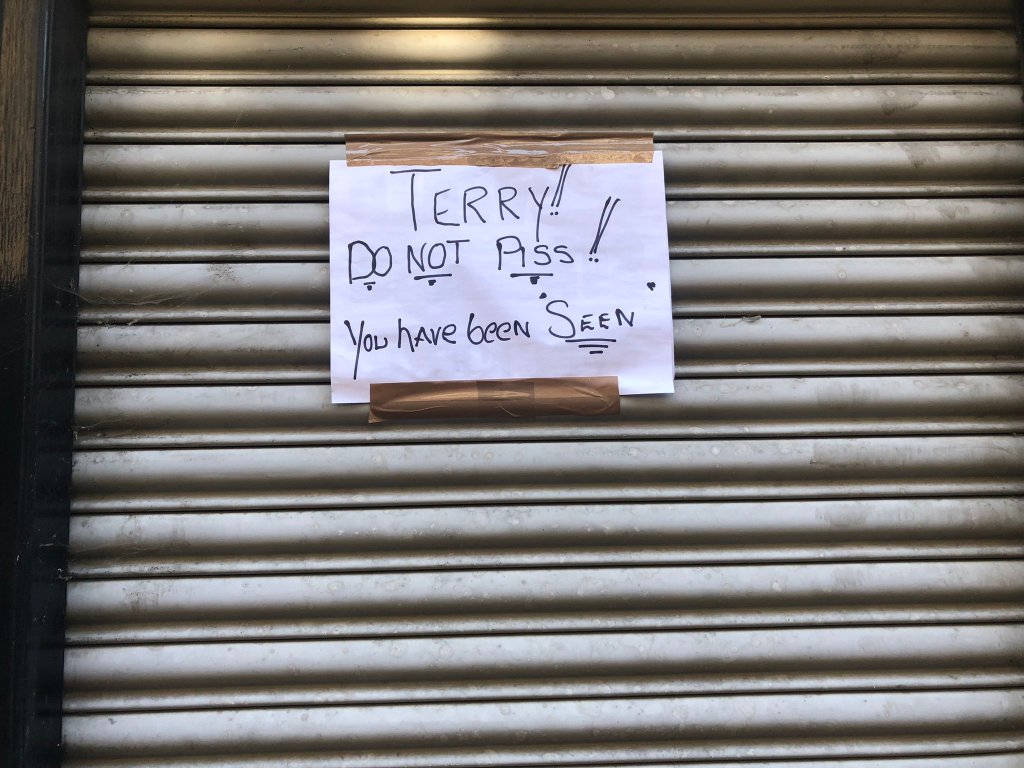 TERRY!!
DO NOT PISS!!
You have been "SEEN"